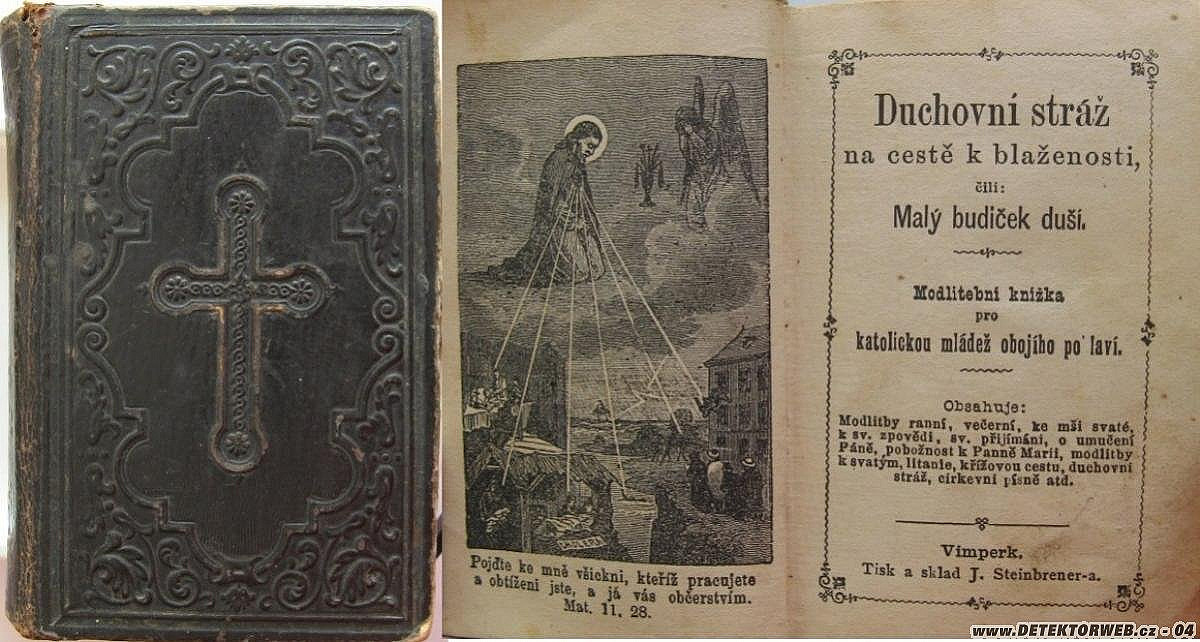 Pojďte ke mně všickni, kteříž pracujete
a obtíženi jste, a já vás občerstvím.
Mat. 11. 28.
Duchovní stráž
na cestě k blaženosti,
čili:
Malý budiček duší.
Modlitební knížka
pro
katolickou mládež obojího po laví.
Obsahuje:
Modlitby ranní, večerní, ke mši svaté,
k sv. zpovědi, sv. přijímání, o umučení
Páně, pobožnost k Panně Marii, modlitby
k svatým, litanie, křížovou cestu, duchovní
stráž, církevní písně atd.
Vimperk.
Tisk a sklad J. Steinbrener-a.
www.DETEKTORWEB.cz - 04